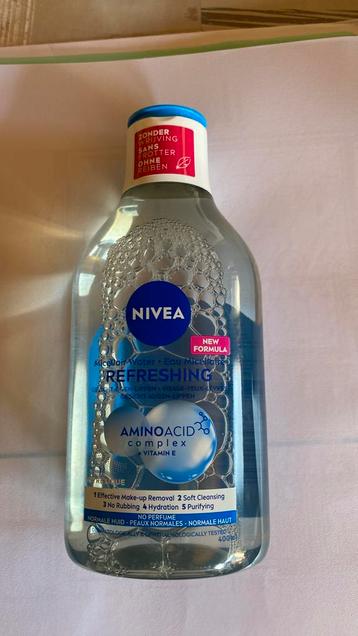 ZONDER
WRIJVING
SANS
FROTTER
OHNE
REIBEN
NIVEA
NEW
FORMULA
Micellar Water • Eau Micellaire
REFRESHING
AMINOACID
complex
+ VITAMIN E
1 Effective Make-up Removal 2 Soft Cleansing
3 No Rubbing 4 Hydration 5 Purifying
NO PERFUME
NORMALE HUID - PEAUX NORMALES - NORMALE HAUT
OPHTHALMOLOGICALLY TESTED
400ml